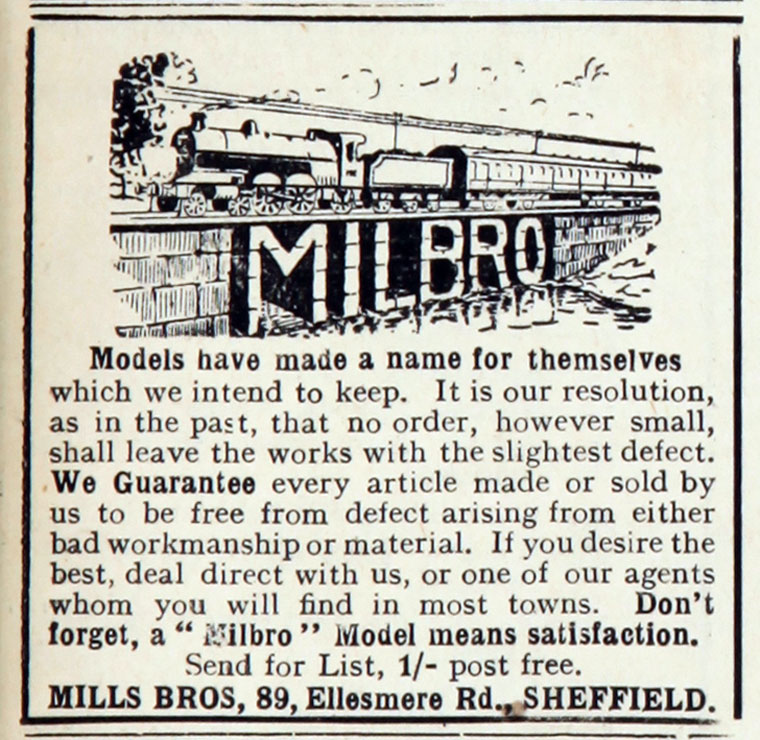 MILBRO
Models have made a name for themselves
which we intend to keep. It is our resolution,
as in the past, that no order, however small,
shall leave the works with the slightest defect.
We Guarantee every article made or sold by
us to be free from defect arising from either
bad workmanship or material. If you desire the
best, deal direct with us, or one of our agents
whom you will find in most towns. Don't
forget, a “ Milbro ” Model means satisfaction.
Send for List, 1/- post free.
MILLS BROS, 89, Ellesmere Rd., SHEFFIELD.